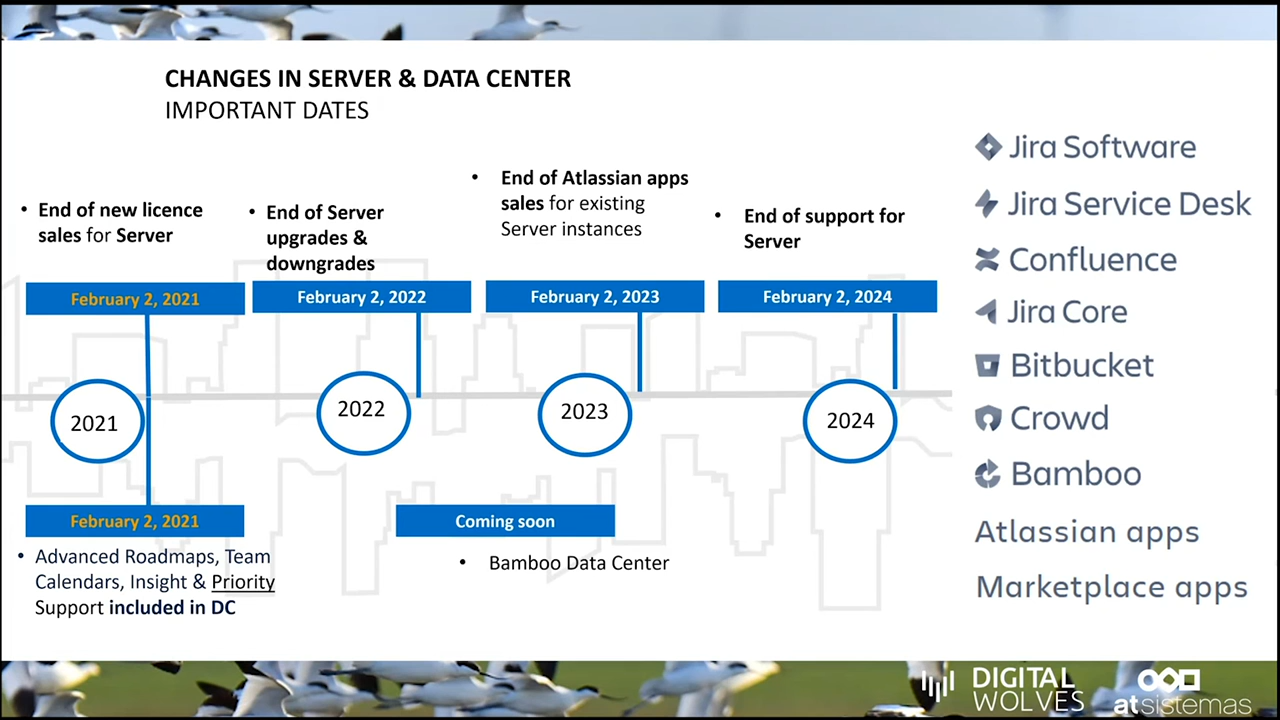 CHANGES IN SERVER & DATA CENTER
IMPORTANT DATES
• End of new licence
sales for Server
February 2, 2021
• End of Server
upgrades &
downgrades
February 2, 2022
• End of Atlassian apps
sales for existing
Server instances
February 2, 2023
• End of support for
Server
February 2, 2024
2021
2022
2023
2024
February 2, 2021
• Advanced Roadmaps, Team
Calendars, Insight & Priority
Support included in DC
Coming soon
• Bamboo Data Center
Jira Software
Jira Service Desk
Confluence
Jira Core
Bitbucket
Crowd
Bamboo
Atlassian apps
Marketplace apps
DIGITAL
WOLVES
atsistemas